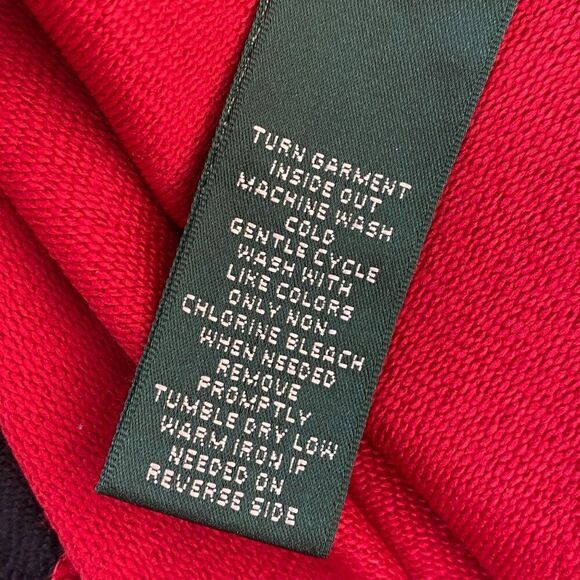 TURN GARMENT
INSIDE OUT
MACHINE WASH
COLD
GENTLE CYCLE
WASH WITH
LIKE COLORS
ONLY NON-
CHLORINE BLEACH
WHEN NEEDED
REMOVE
PROMPTLY
TUMBLE DRY LOW
WARM IRON IF
NEEDED ON
REVERSE SIDE